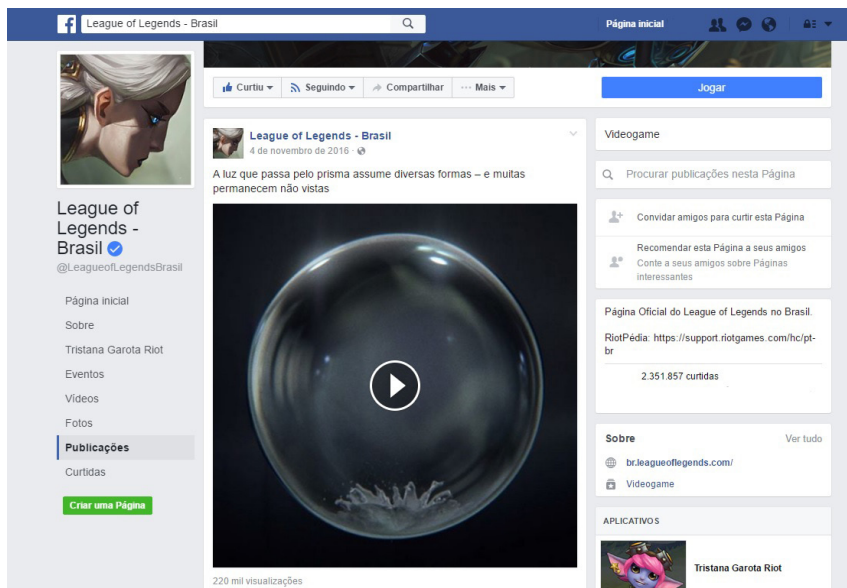 League of Legends - Brasil
Página inicial
Curtiu
Seguindo
Compartilhar
Mais
Jogar
League of
Legends -
Brasil
@LeagueofLegendsBrasil
Página inicial
Sobre
Tristana Garota Riot
Eventos
Vídeos
Fotos
Publicações
Curtidas
Criar uma Página
League of Legends - Brasil
4 de novembro de 2016 ·
A luz que passa pelo prisma assume diversas formas – e muitas
permanecem não vistas
220 mil visualizações
Videogame
Procurar publicações nesta Página
Convidar amigos para curtir esta Página
Recomendar esta Página a seus amigos
Conte a seus amigos sobre Páginas
interessantes
Página Oficial do League of Legends no Brasil.
RiotPédia: https://support.riotgames.com/hc/pt-
br
2.351.857 curtidas
Sobre
Ver tudo
br.leagueoflegends.com/
Videogame
APLICATIVOS
Tristana Garota Riot